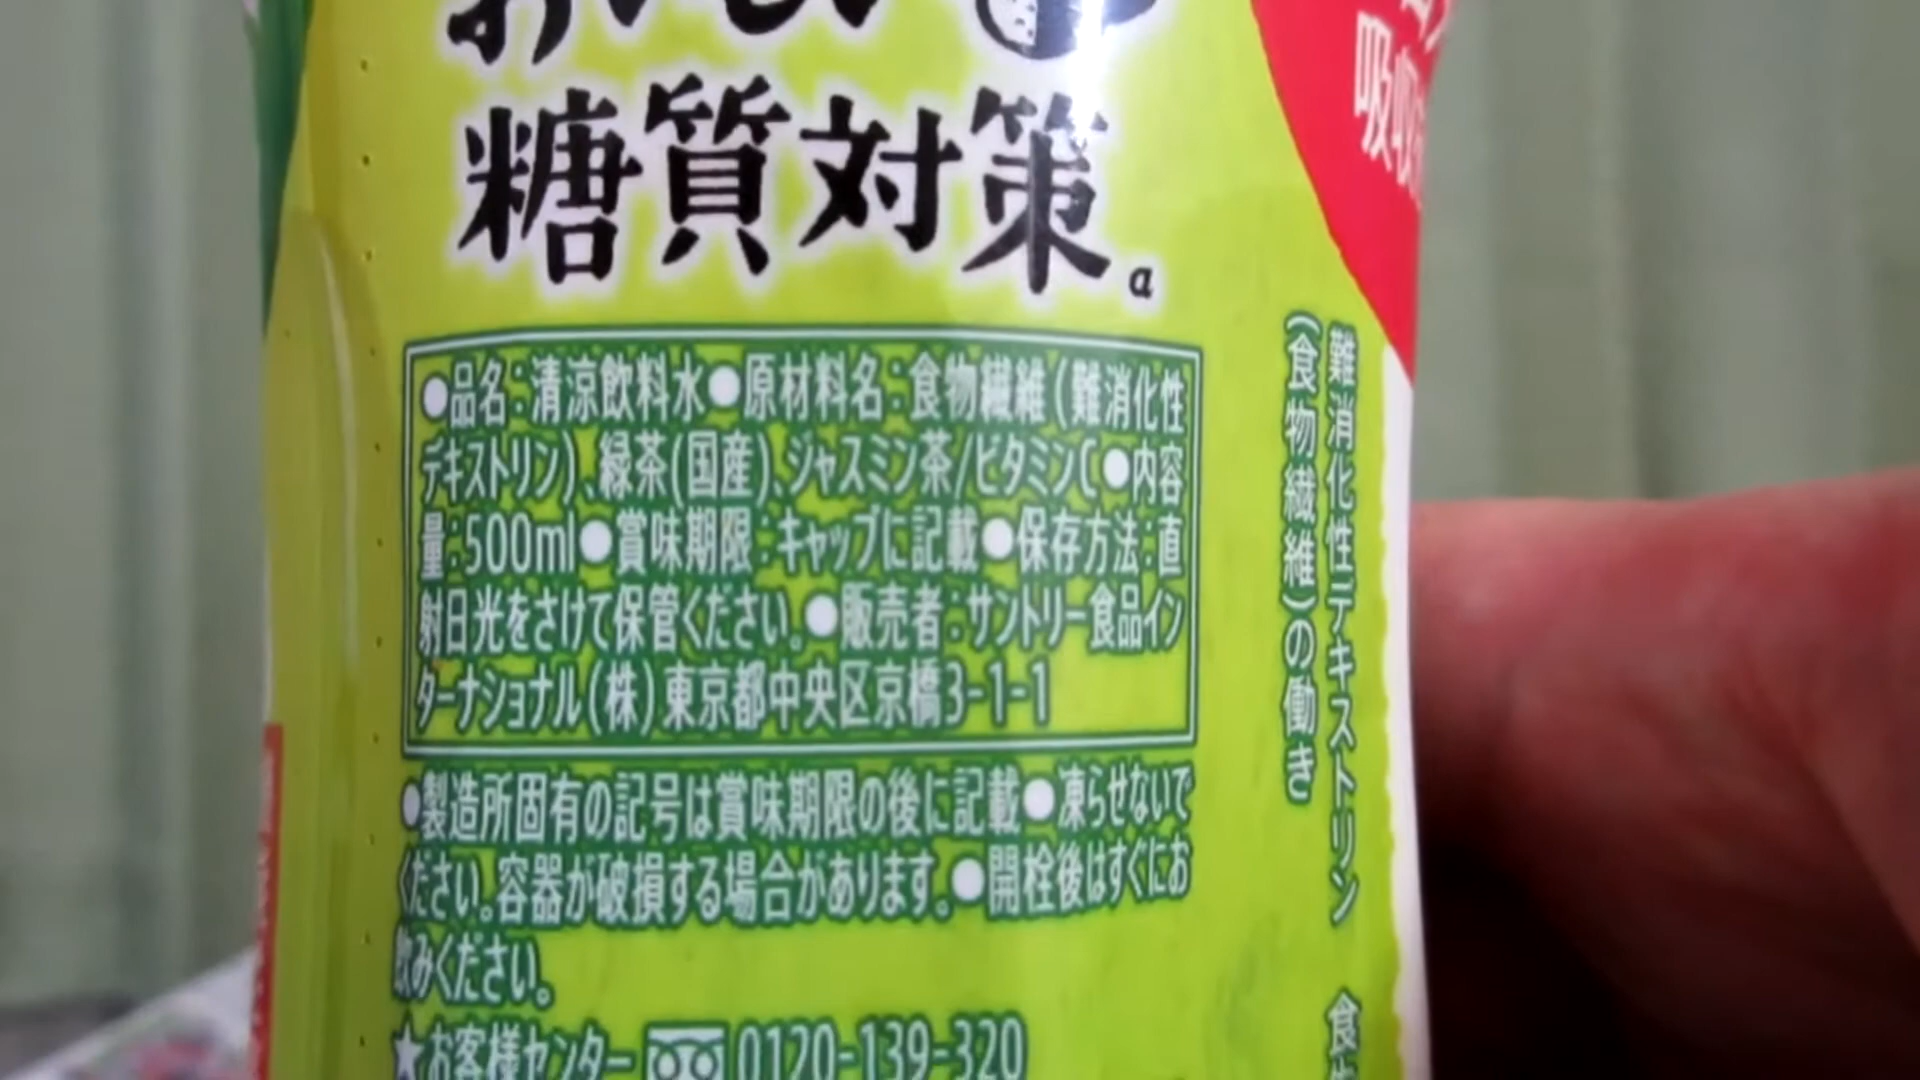 おいしい
糖質対策。
α
●品名:清涼飲料水●原材料名:食物繊維(難消化性
デキストリン)、緑茶(国産)、ジャスミン茶/ビタミンC●内容
量:500ml●賞味期限:キャップに記載●保存方法:直
射日光をさけて保管ください。●販売者:サントリー食品イン
ターナショナル(株)東京都中央区京橋3-1-1
●製造所固有の記号は賞味期限の後に記載●凍らせないで
ください。容器が破損する場合があります。●開栓後はすぐにお
飲みください。
★お客様センター 0120-139-320
吸収
難消化性デキストリン
(食物繊維)の働き
食